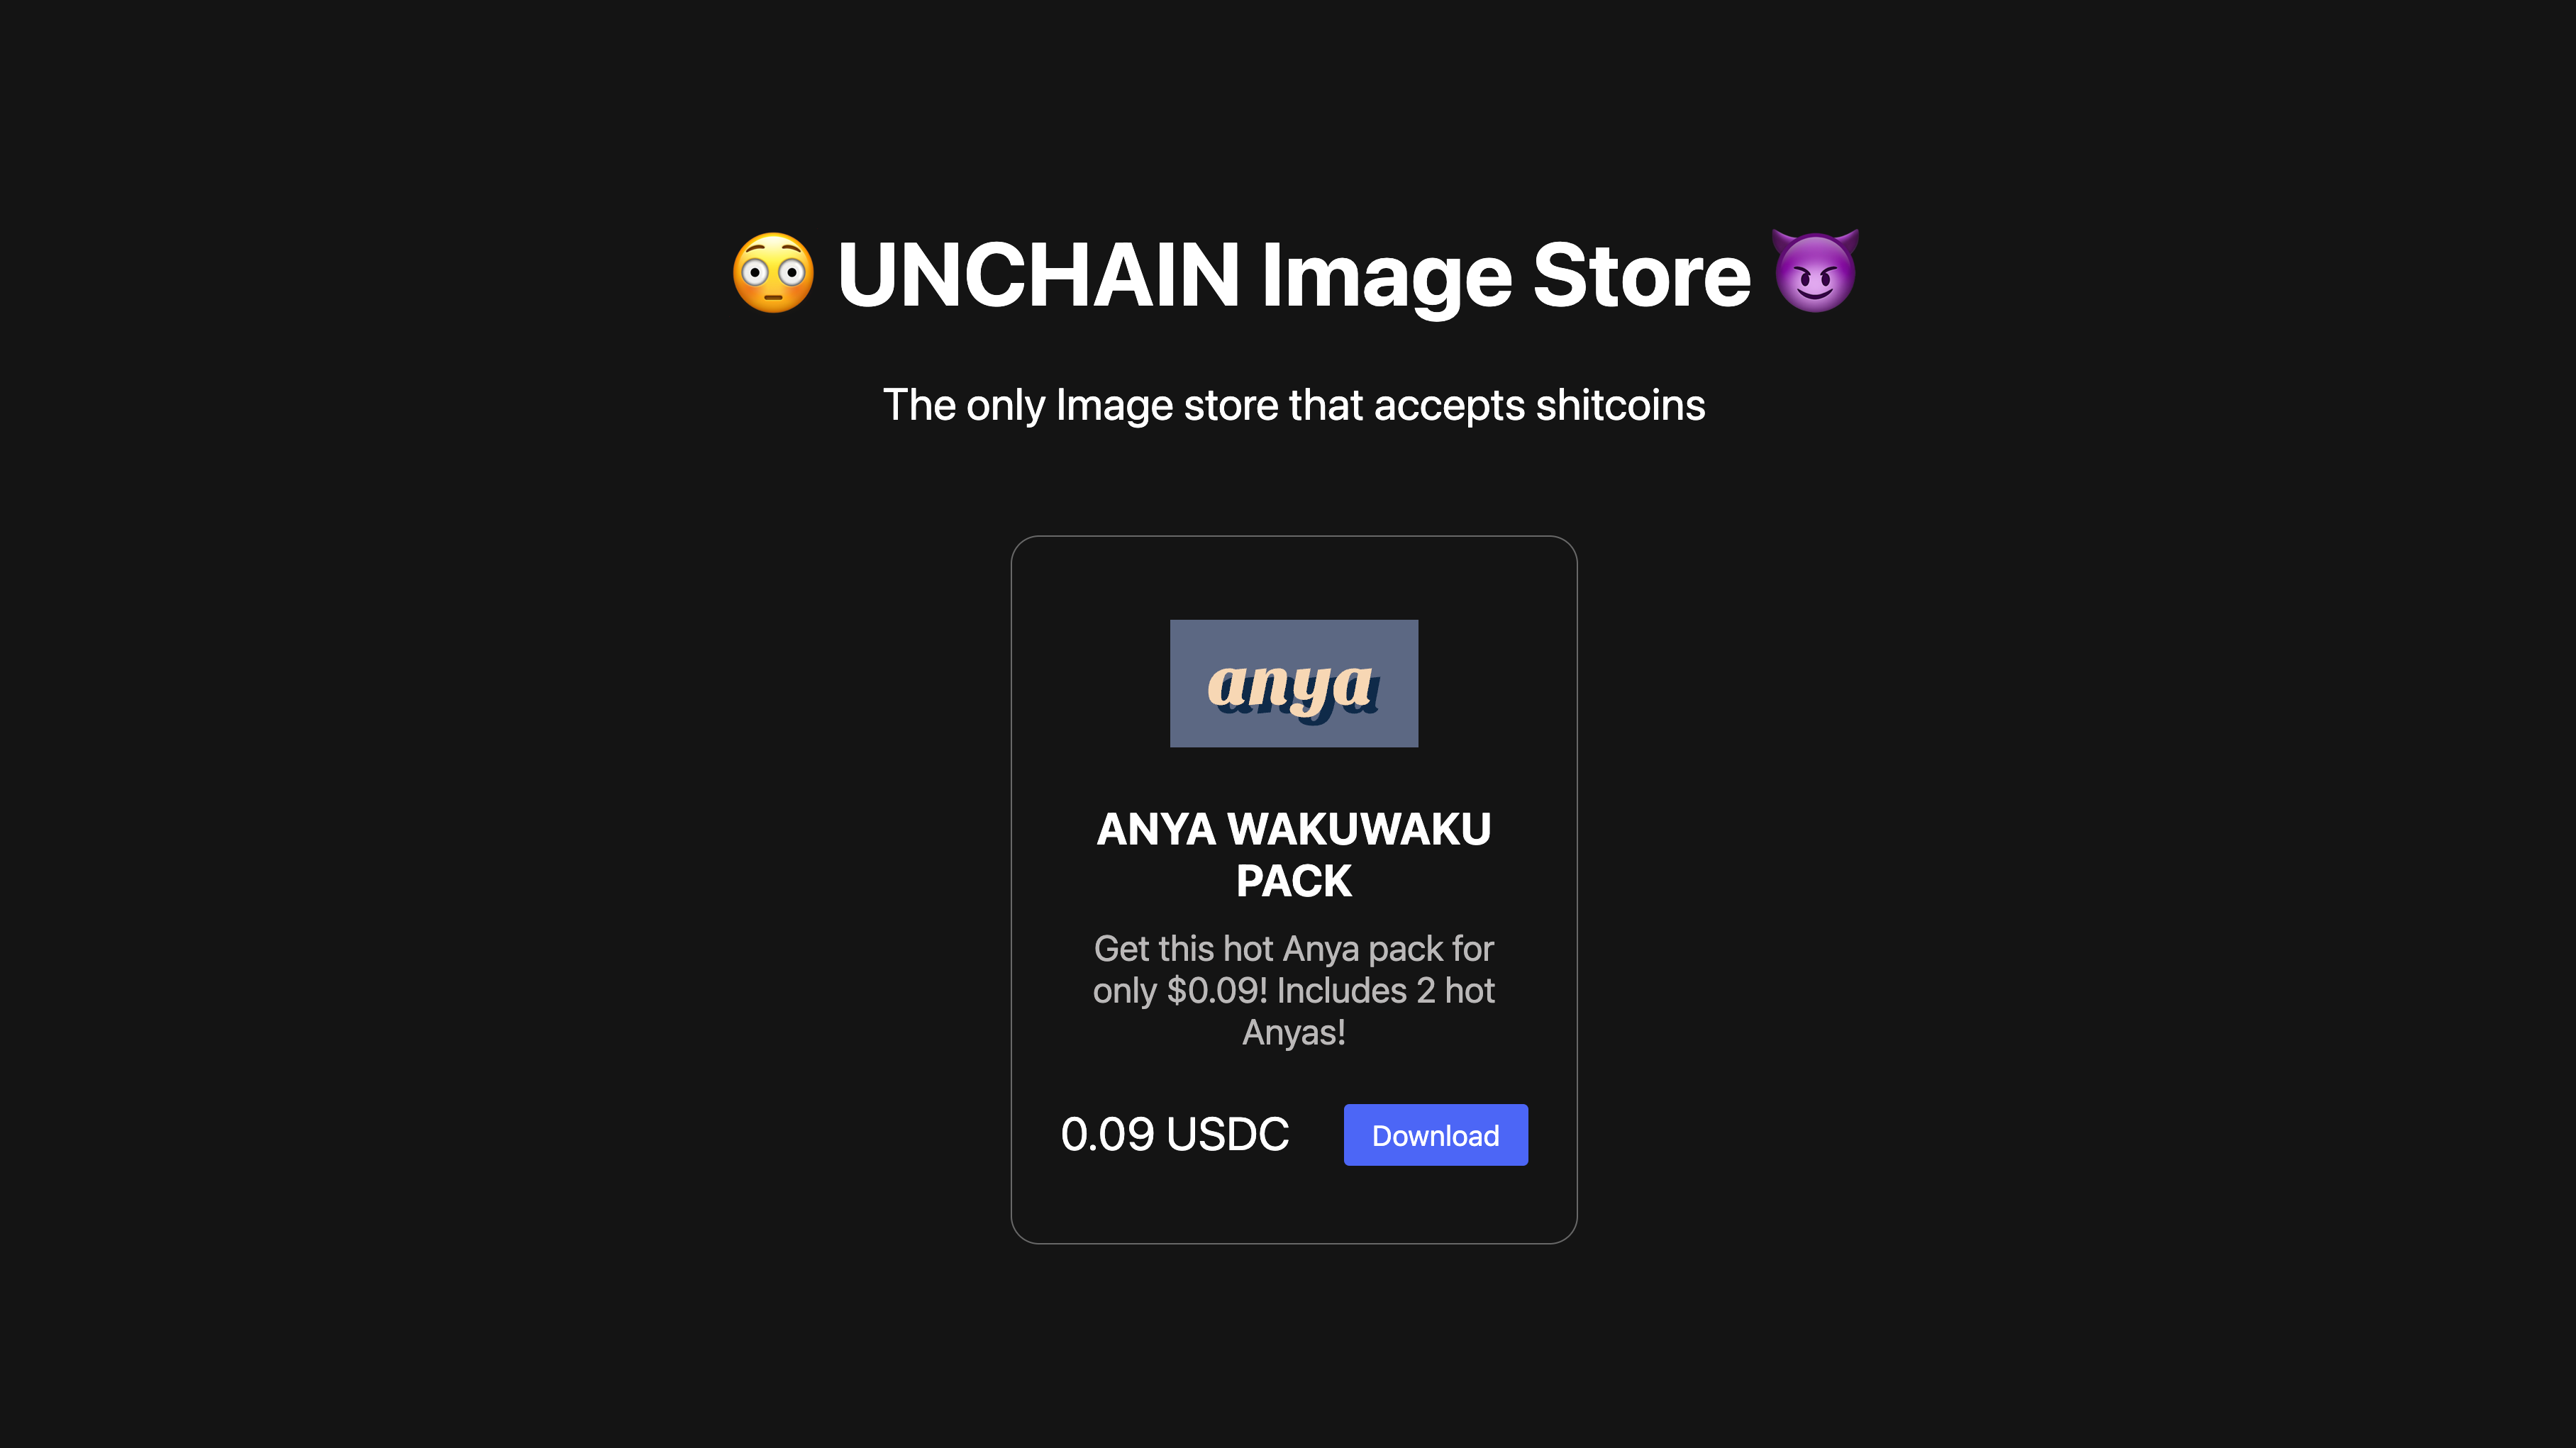 😳 UNCHAIN Image Store 😈
The only Image store that accepts shitcoins
anya
ANYA WAKUWAKU
PACK
Get this hot Anya pack for
only $0.09! Includes 2 hot
Anyas!
0.09 USDC
Download